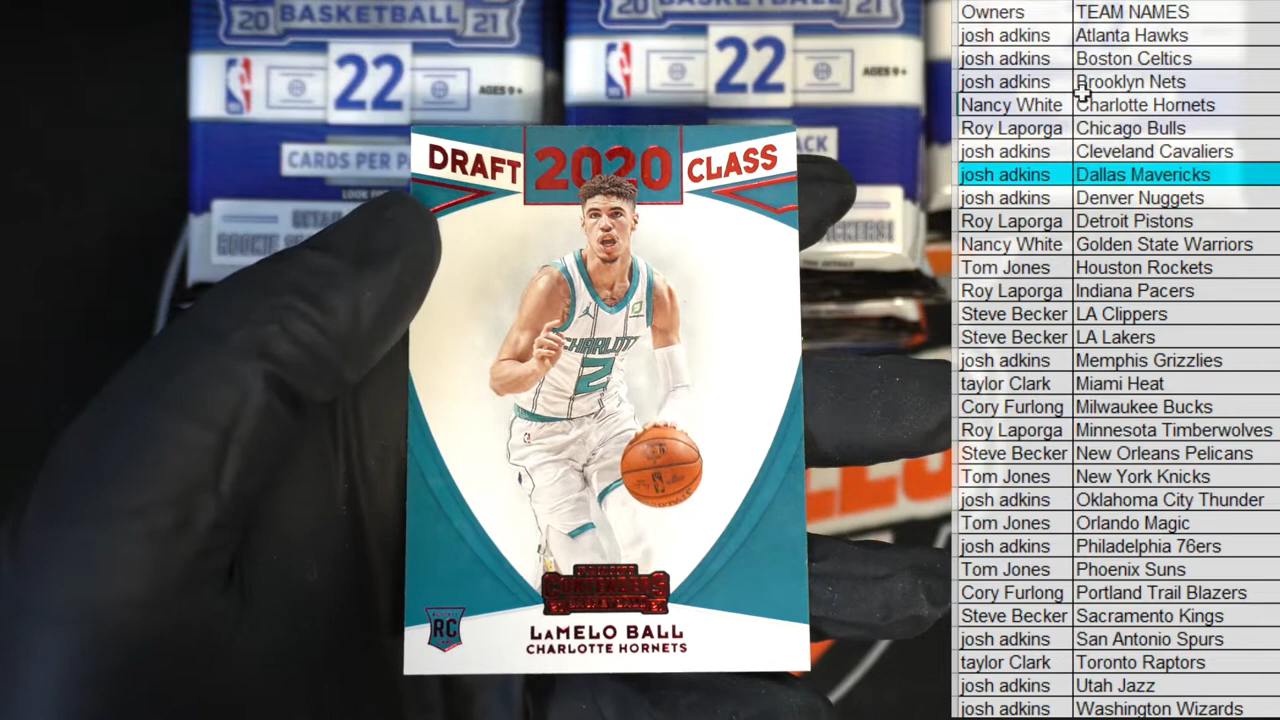 20 BASKETBALL 21
22
AGES 9+
CARDS PER P
LOOK FO
20 BASKETBALL 21
22
AGES 9+
ACK
DRAFT 2020 CLASS
CHARLOTTE
2
CONTENDERS
RC
LAMELO BALL
CHARLOTTE HORNETS
Owners TEAM NAMES
josh adkins Atlanta Hawks
josh adkins Boston Celtics
josh adkins Brooklyn Nets
Nancy White Charlotte Hornets
Roy Laporga Chicago Bulls
josh adkins Cleveland Cavaliers
josh adkins Dallas Mavericks
josh adkins Denver Nuggets
Roy Laporga Detroit Pistons
Nancy White Golden State Warriors
Tom Jones Houston Rockets
Roy Laporga Indiana Pacers
Steve Becker LA Clippers
Steve Becker LA Lakers
josh adkins Memphis Grizzlies
taylor Clark Miami Heat
Cory Furlong Milwaukee Bucks
Roy Laporga Minnesota Timberwolves
Steve Becker New Orleans Pelicans
Tom Jones New York Knicks
josh adkins Oklahoma City Thunder
Tom Jones Orlando Magic
josh adkins Philadelphia 76ers
Tom Jones Phoenix Suns
Cory Furlong Portland Trail Blazers
Steve Becker Sacramento Kings
josh adkins San Antonio Spurs
taylor Clark Toronto Raptors
josh adkins Utah Jazz
josh adkins Washington Wizards